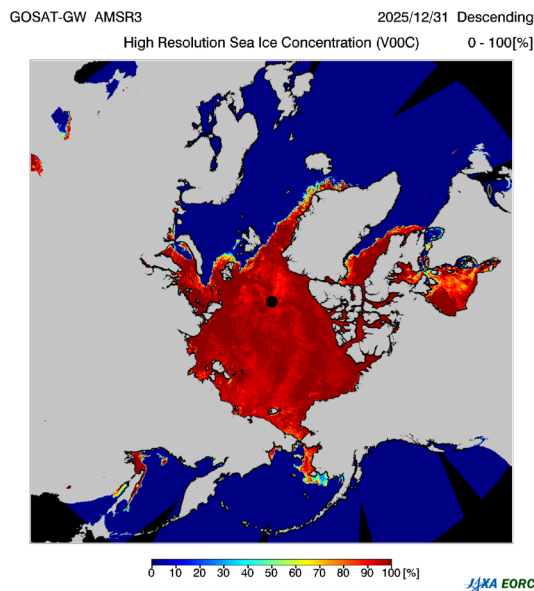 GOSAT-GW AMSR3 2025/12/31 Descending
High Resolution Sea Ice Concentration (V00C) 0 - 100[%]
0 10 20 30 40 50 60 70 80 90 100 [%]
JAXA EORC